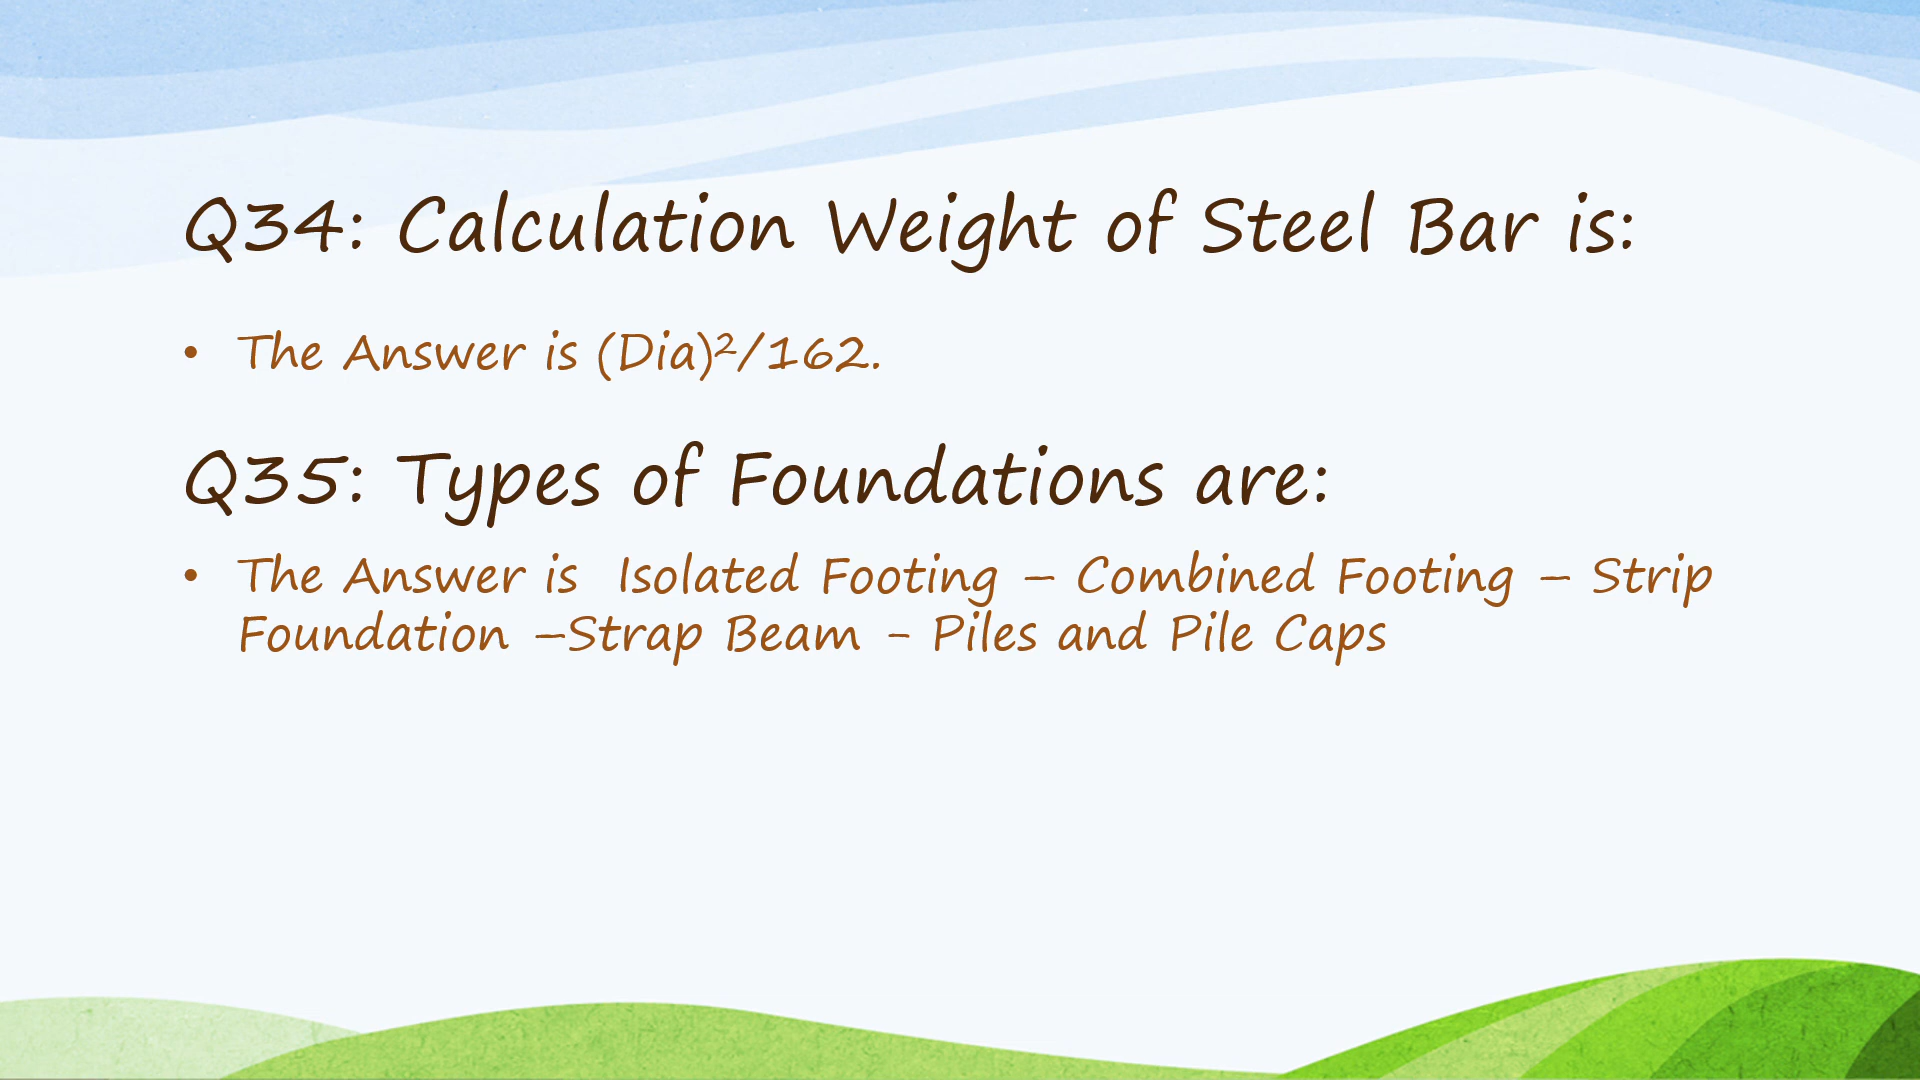 Q34: Calculation Weight of Steel Bar is:
• The Answer is (Dia)²/162.
Q35: Types of Foundations are:
• The Answer is  Isolated Footing – Combined Footing – Strip
Foundation –Strap Beam - Piles and Pile Caps